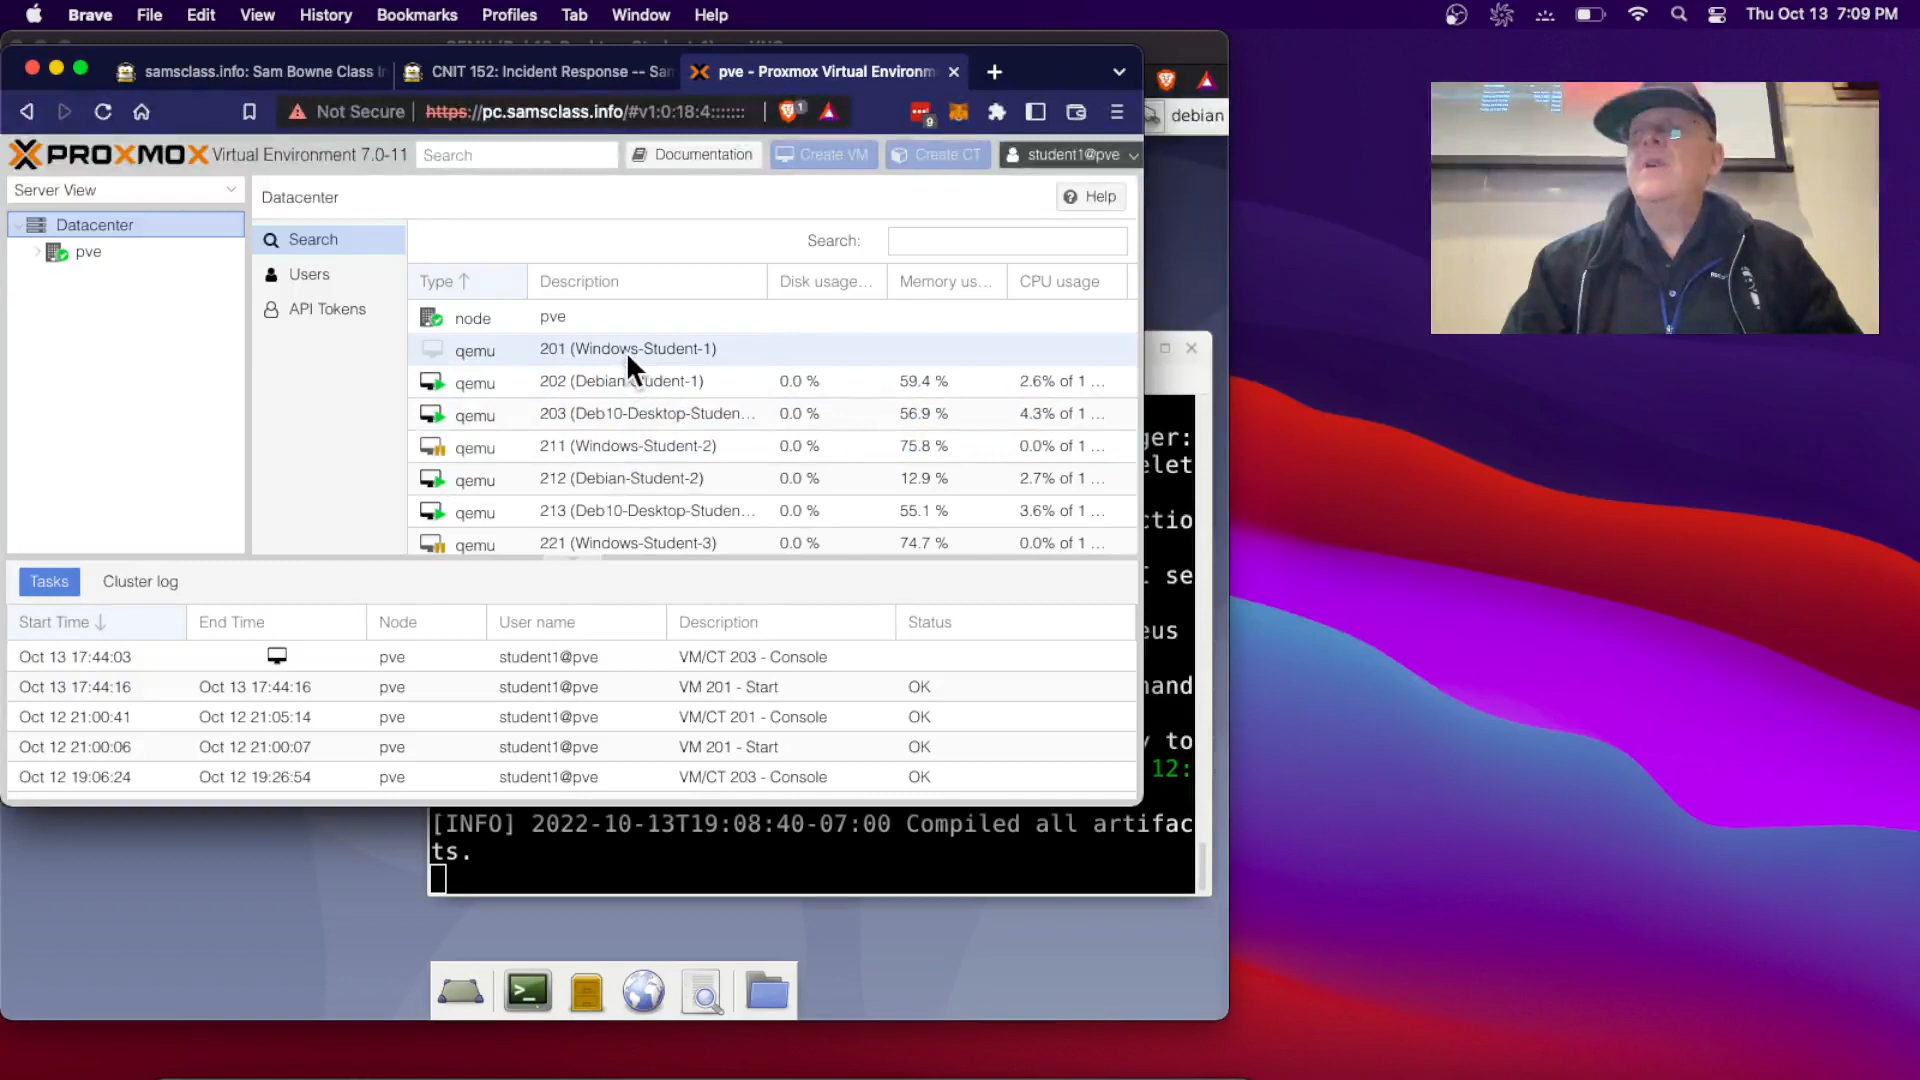 Brave File Edit View History Bookmarks Profiles Tab Window Help Thu Oct 13 7:09 PM
samsclass.info: Sam Bowne Class In CNIT 152: Incident Response -- Sam pve - Proxmox Virtual Environm
Not Secure https://pc.samsclass.info/#v1:0:18:4::::::: 1 9
debian
PROXMOX Virtual Environment 7.0-11 Search Documentation Create VM Create CT student1@pve
Server View
Datacenter
pve
Datacenter Help
Search
Users
API Tokens
Search:
Type Description Disk usage... Memory us... CPU usage
node pve
qemu 201 (Windows-Student-1)
qemu 202 (Debian-Student-1) 0.0 % 59.4 % 2.6% of 1 ...
qemu 203 (Deb10-Desktop-Studen... 0.0 % 56.9 % 4.3% of 1 ...
qemu 211 (Windows-Student-2) 0.0 % 75.8 % 0.0% of 1 ...
qemu 212 (Debian-Student-2) 0.0 % 12.9 % 2.7% of 1 ...
qemu 213 (Deb10-Desktop-Studen... 0.0 % 55.1 % 3.6% of 1 ...
qemu 221 (Windows-Student-3) 0.0 % 74.7 % 0.0% of 1 ...
Tasks Cluster log
Start Time End Time Node User name Description Status
Oct 13 17:44:03 pve student1@pve VM/CT 203 - Console
Oct 13 17:44:16 Oct 13 17:44:16 pve student1@pve VM 201 - Start OK
Oct 12 21:00:41 Oct 12 21:05:14 pve student1@pve VM/CT 201 - Console OK
Oct 12 21:00:06 Oct 12 21:00:07 pve student1@pve VM 201 - Start OK
Oct 12 19:06:24 Oct 12 19:26:54 pve student1@pve VM/CT 203 - Console OK
ger:
elet
ctio
se
eus
mand
to
12:
[INFO] 2022-10-13T19:08:40-07:00 Compiled all artifac
ts.